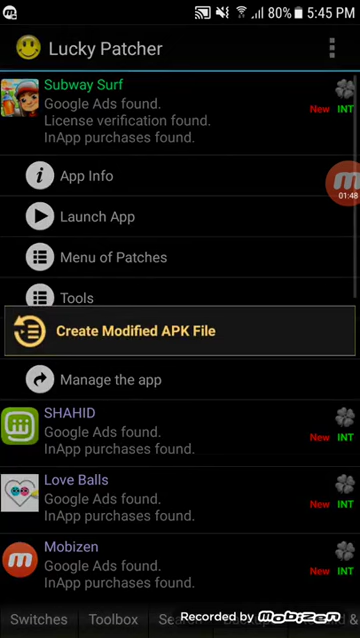 80% 5:45 PM
Lucky Patcher
Subway Surf
Google Ads found.
License verification found.
InApp purchases found.
New INT
App Info
Launch App
01:48
Menu of Patches
Tools
Create Modified APK File
Manage the app
SHAHID
Google Ads found.
InApp purchases found.
New INT
Love Balls
Google Ads found.
InApp purchases found.
New INT
Mobizen
Google Ads found.
InApp purchases found.
New INT
Switches Toolbox
Recorded by mobizen